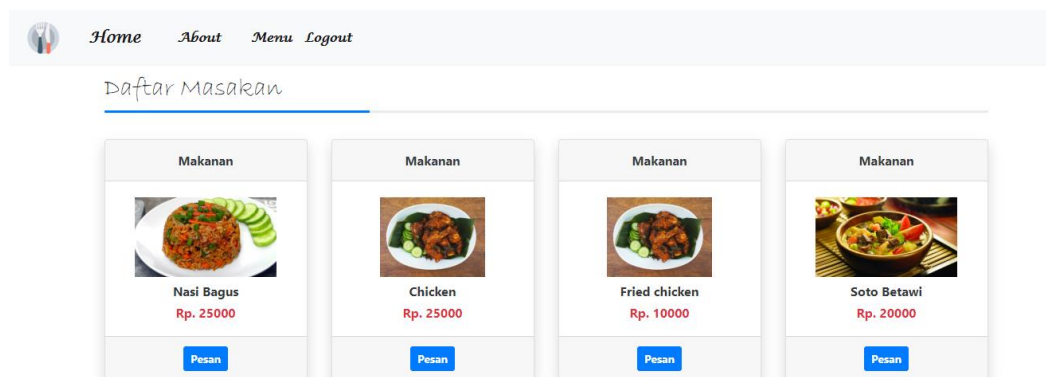 Home About Menu Logout
Daftar Masakan
Makanan Makanan Makanan Makanan
Nasi Bagus Chicken Fried chicken Soto Betawi
Rp. 25000 Rp. 25000 Rp. 10000 Rp. 20000
Pesan Pesan Pesan Pesan